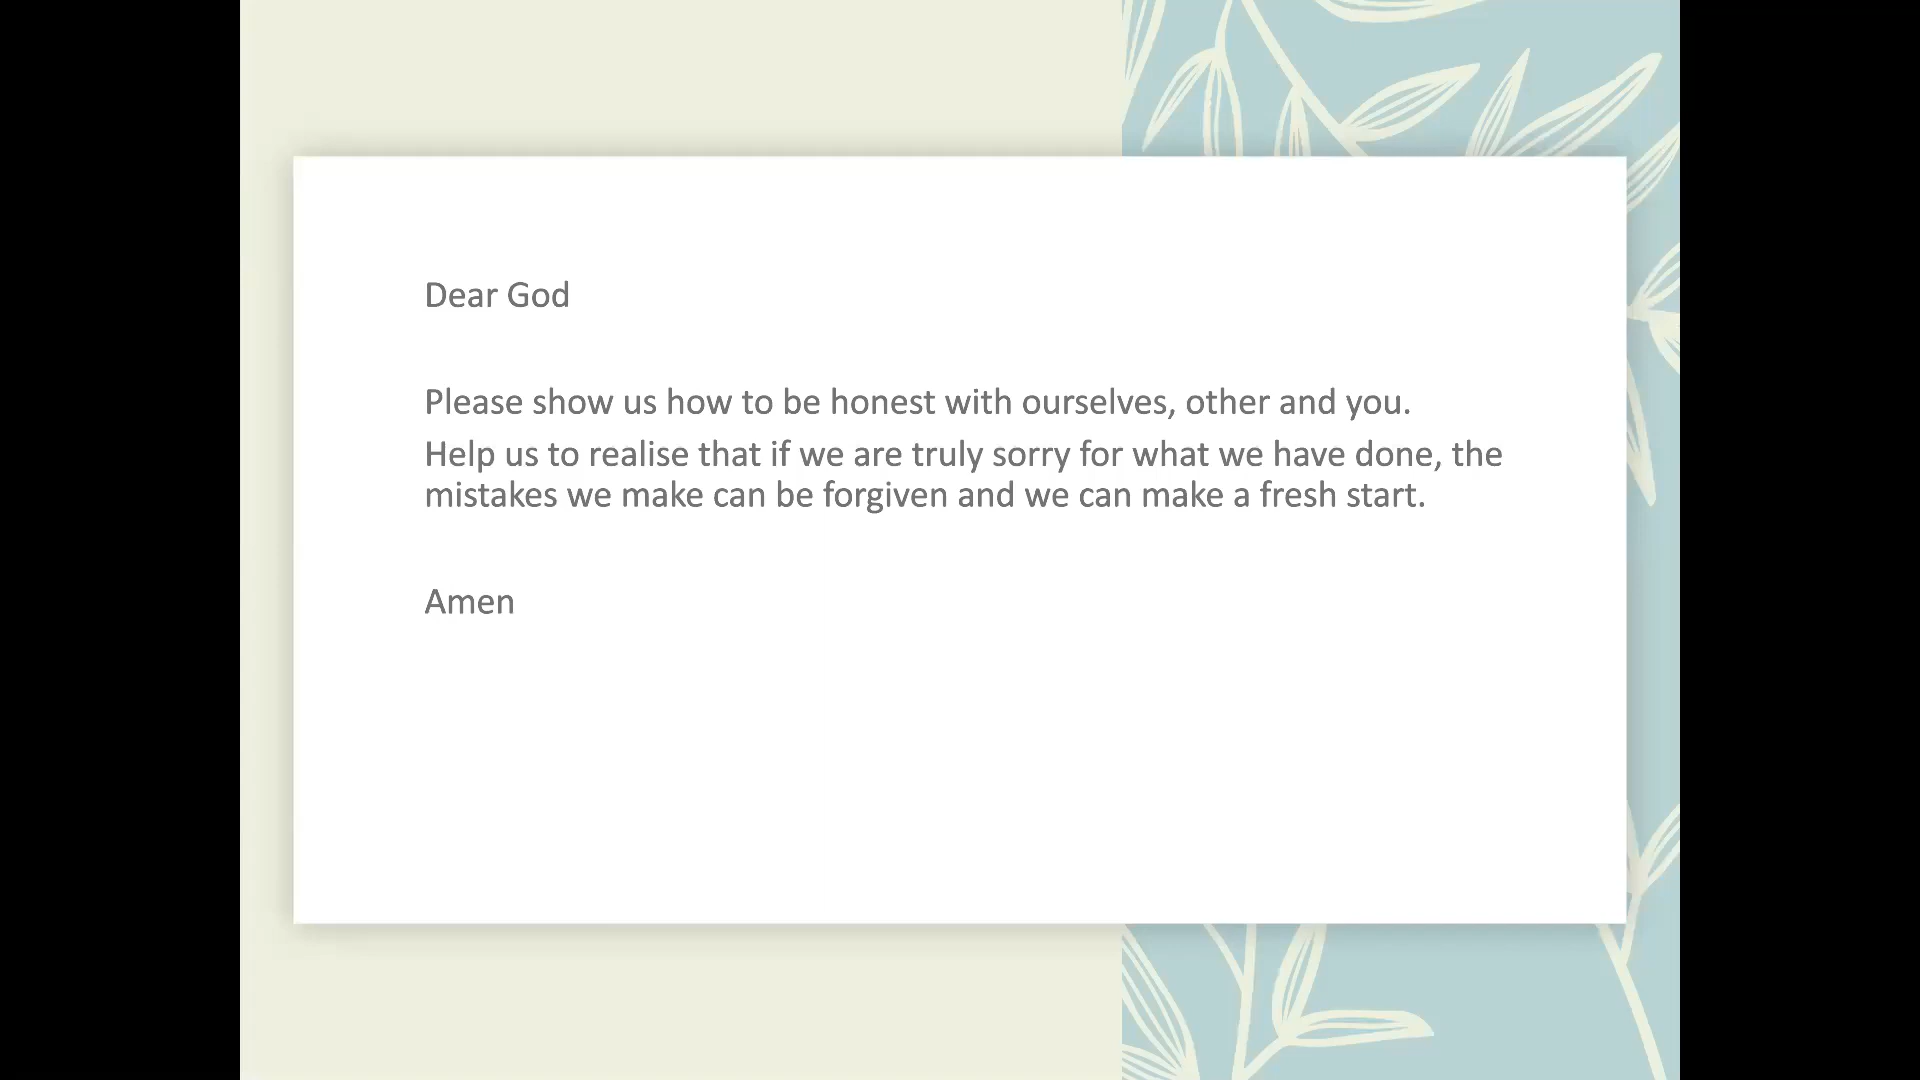 Dear God
Please show us how to be honest with ourselves, other and you.
Help us to realise that if we are truly sorry for what we have done, the
mistakes we make can be forgiven and we can make a fresh start.
Amen